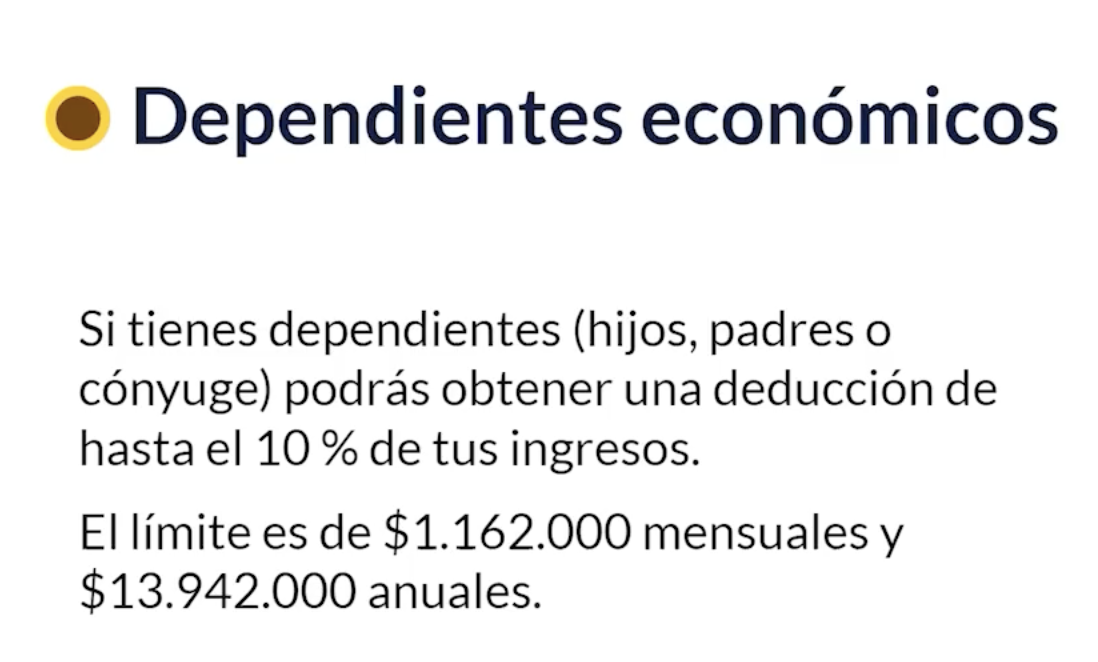 Dependientes económicos
Si tienes dependientes (hijos, padres o
cónyuge) podrás obtener una deducción de
hasta el 10 % de tus ingresos.
El límite es de $1.162.000 mensuales y
$13.942.000 anuales.